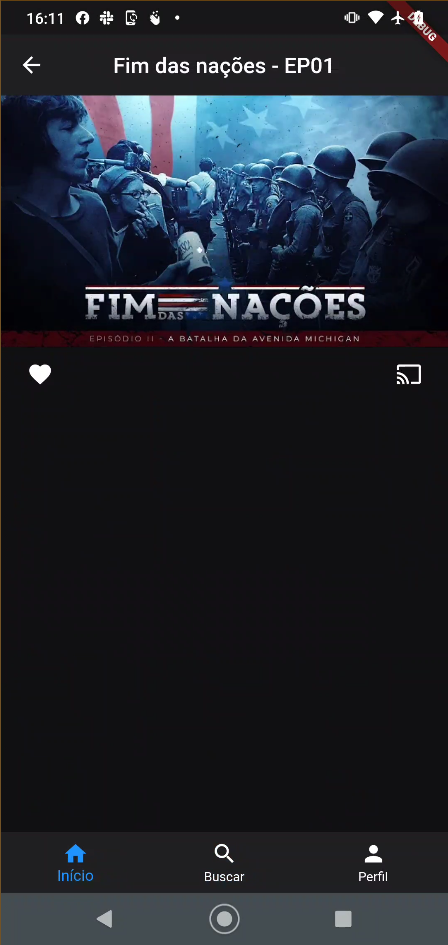 16:11
DEBUG
Fim das nações - EP01
FIM DAS NAÇÕES
EPISÓDIO II - A BATALHA DA AVENIDA MICHIGAN
Início
Buscar
Perfil